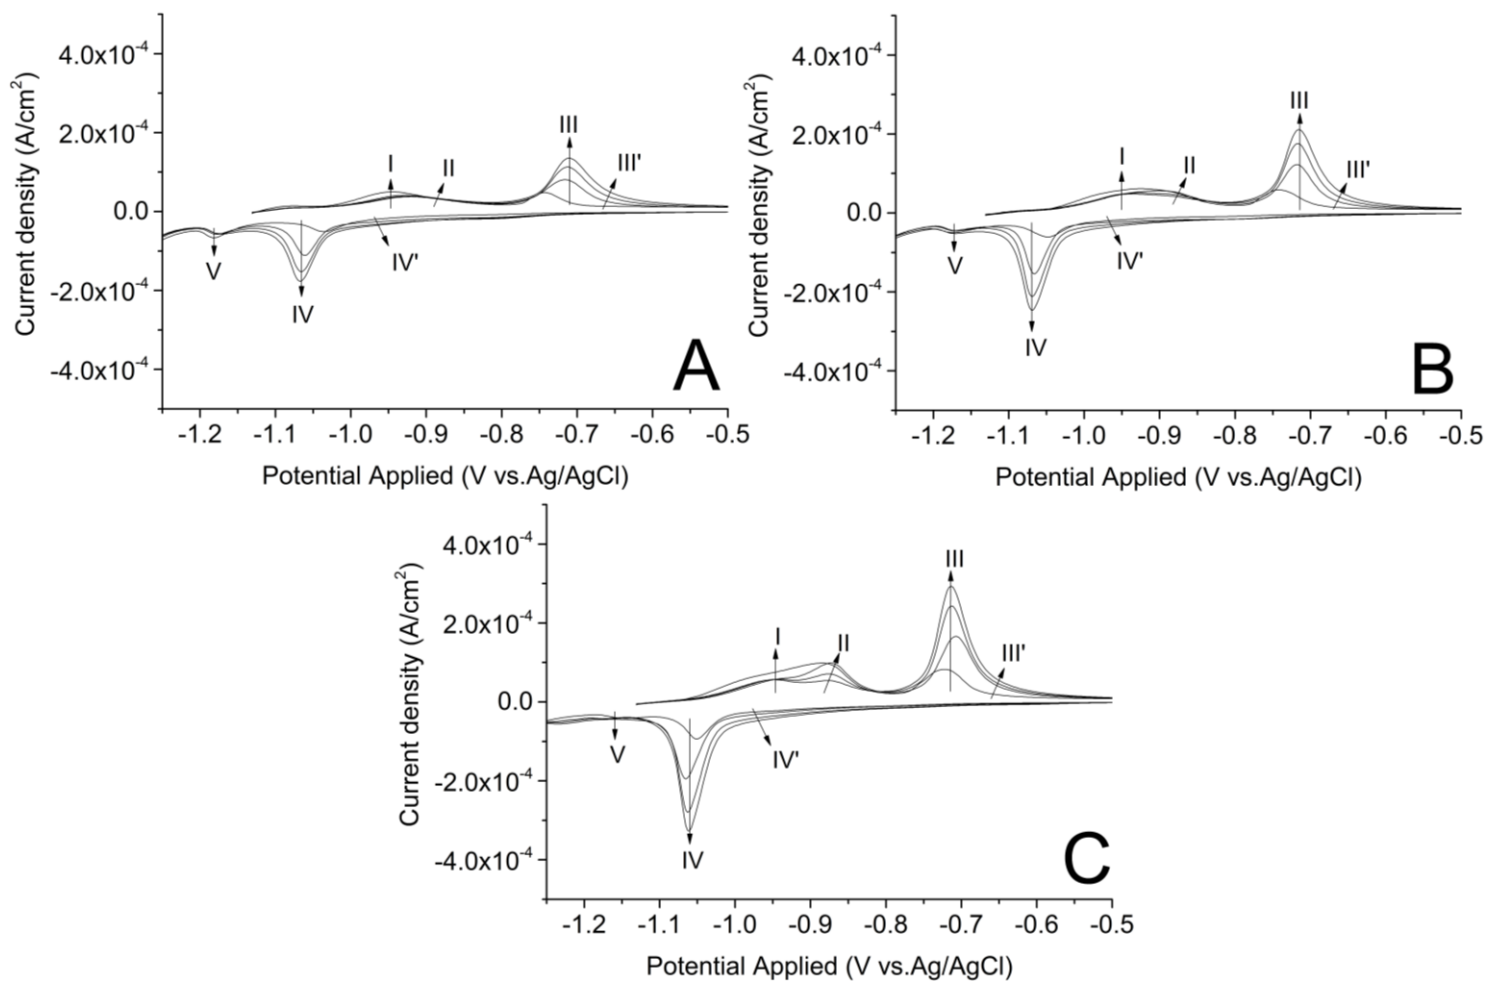 4.0x10⁻⁴
2.0x10⁻⁴
0.0
-2.0x10⁻⁴
-4.0x10⁻⁴
Current density (A/cm²)
I
II
III
III'
V
IV
IV'
A
-1.2 -1.1 -1.0 -0.9 -0.8 -0.7 -0.6 -0.5
Potential Applied (V vs.Ag/AgCl)
4.0x10⁻⁴
2.0x10⁻⁴
0.0
-2.0x10⁻⁴
-4.0x10⁻⁴
Current density (A/cm²)
I
II
III
III'
V
IV
IV'
B
-1.2 -1.1 -1.0 -0.9 -0.8 -0.7 -0.6 -0.5
Potential Applied (V vs.Ag/AgCl)
4.0x10⁻⁴
2.0x10⁻⁴
0.0
-2.0x10⁻⁴
-4.0x10⁻⁴
Current density (A/cm²)
I
II
III
III'
V
IV
IV'
C
-1.2 -1.1 -1.0 -0.9 -0.8 -0.7 -0.6 -0.5
Potential Applied (V vs.Ag/AgCl)